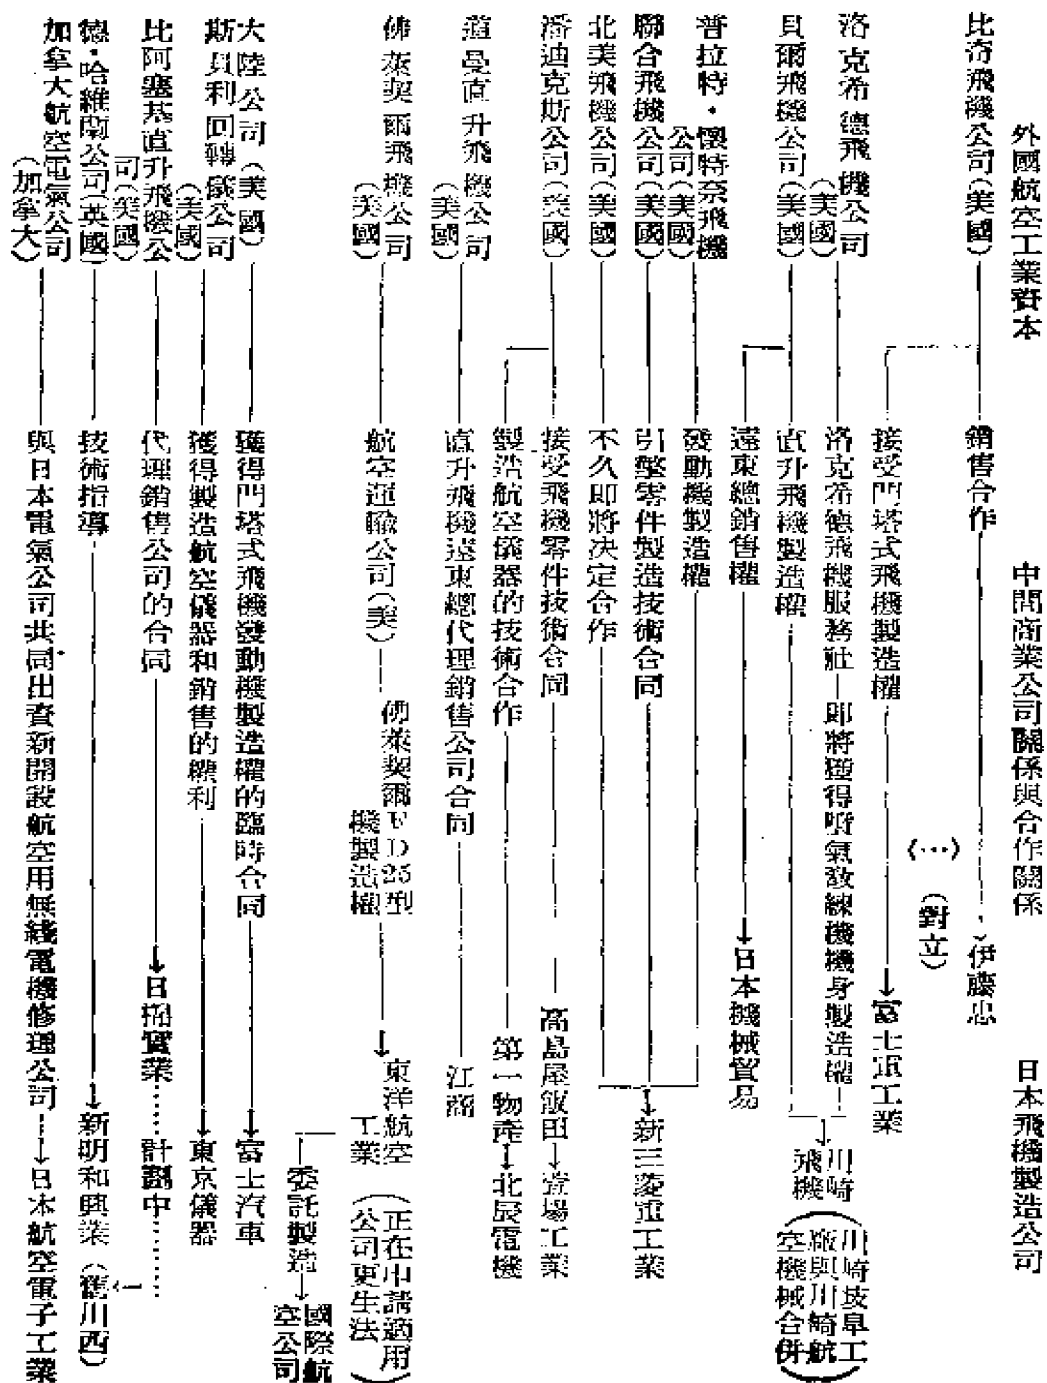 外國航空工業資本
中間商業公司關係與合作關係
日本飛機製造公司
比奇飛機公司（美國）
銷售合作
伊藤忠
〈…〉（對立）
接受門塔式飛機製造權
富士重工業
洛克希德飛機公司
（美國）
洛克希德飛機服務社
即將獲得噴氣教練機機身製造權
貝爾飛機公司（美國）
直升飛機製造權
川崎
飛機
川崎岐阜工
廠與川崎航
空機械合併
遠東總銷售權
日本機械貿易
普拉特・懷特奈飛機
公司（美國）
發動機製造權
聯合飛機公司（美國）
引擎零件製造技術合同
新三菱重工業
北美飛機公司（美國）
不久即將决定合作
潘迪克斯公司（美國）
接受飛機零件技術合同
高島屋飯田
壹場工業
製造航空儀器的技術合作
第一物產
北辰電機
道曼直升飛機公司
（美國）
直升飛機遠東總代理銷售公司合同
江商
佛萊契爾飛機公司
（美國）
航空運輸公司（美）
佛萊契爾FD25型
機製造權
東洋航空
工業
（正在申請適用
公司更生法）
委託製造
國際航
空公司
大陸公司（美國）
獲得門塔式飛機發動機製造權的臨時合同
富士汽車
斯貝利回轉儀公司
（美國）
獲得製造航空儀器和銷售的權利
東京儀器
比阿塞基直升飛機公
司（美國）
代理銷售公司的合同
日綿實業
計劃中
德・哈維蘭公司（英國）
技術指導
新明和興業（舊川西）
加拿大航空電氣公司
（加拿大）
與日本電氣公司共同出資新開設航空用無綫電機修理公司
日本航空電子工業